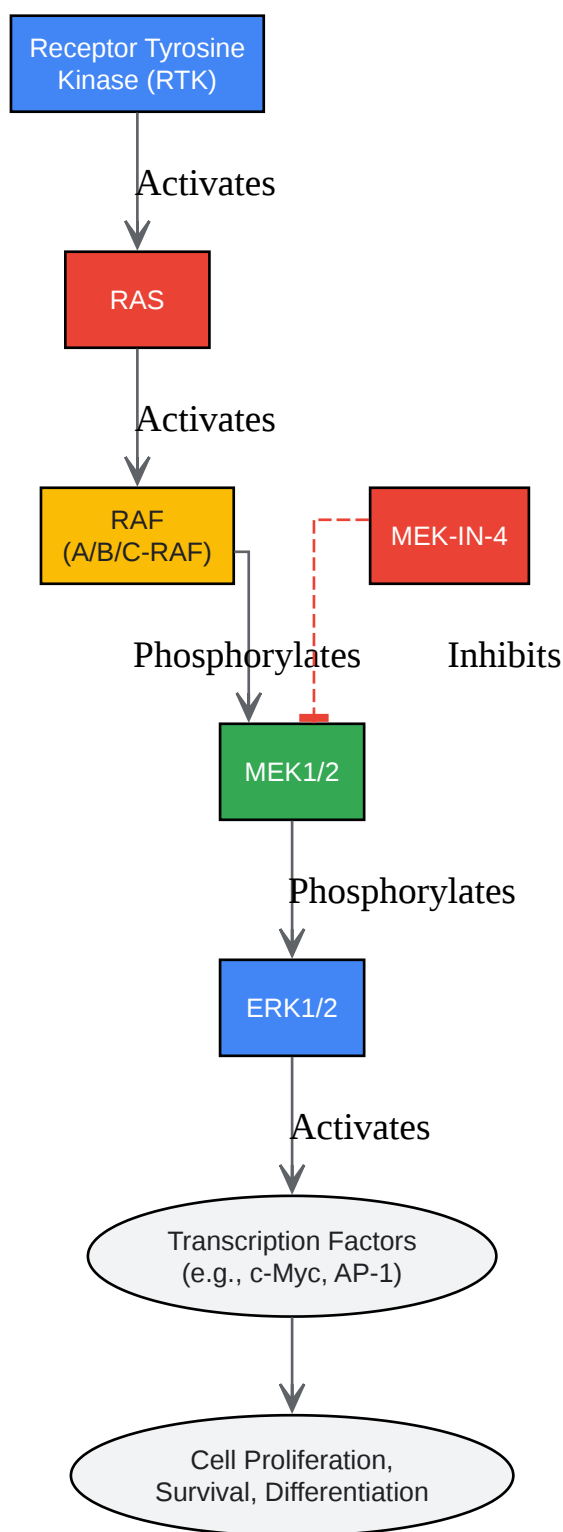 Receptor Tyrosine
Kinase (RTK)
Activates
RAS
Activates
RAF
(A/B/C-RAF)
MEK-IN-4
Phosphorylates
Inhibits
MEK1/2
Phosphorylates
ERK1/2
Activates
Transcription Factors
(e.g., c-Myc, AP-1)
Cell Proliferation,
Survival, Differentiation